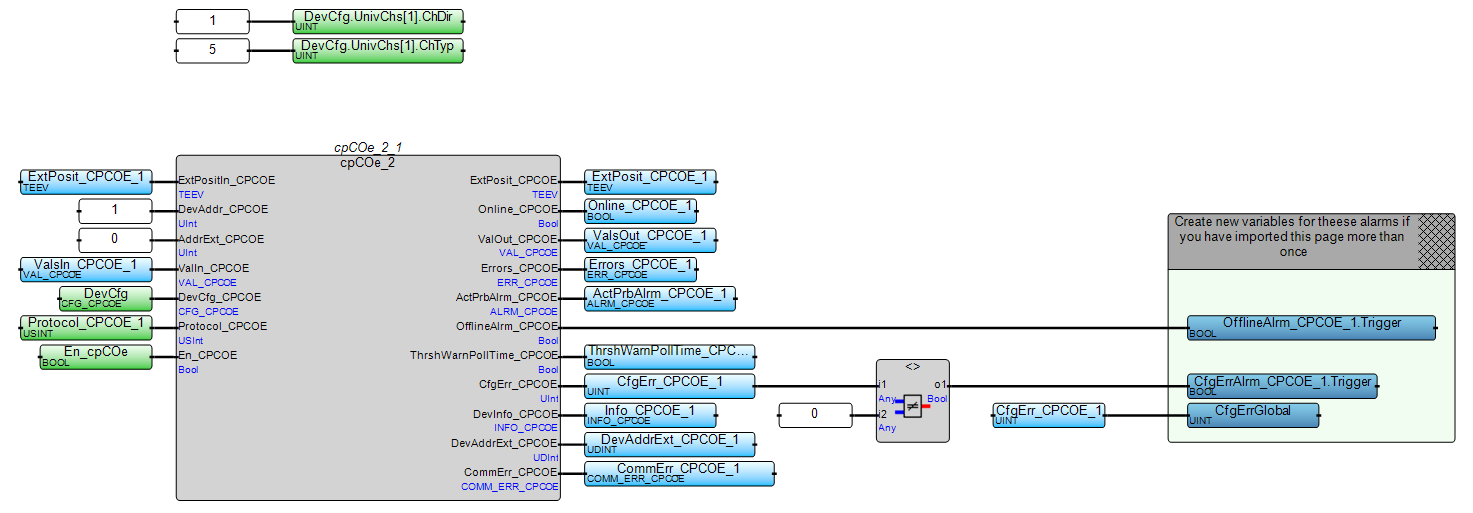 1
DevCfg.UnivChs[1].ChDir
UINT
5
DevCfg.UnivChs[1].ChTyp
UINT
cpCOe_2_1
cpCOe_2
ExtPosit_CPCOE_1
TEEV
ExtPositIn_CPCOE
TEEV
ExtPosit_CPCOE
TEEV
ExtPosit_CPCOE_1
TEEV
1
DevAddr_CPCOE
UInt
Online_CPCOE
Bool
Online_CPCOE_1
BOOL
0
AddrExt_CPCOE
UInt
ValOut_CPCOE
VAL_CPCOE
ValsOut_CPCOE_1
VAL_CPCOE
ValsIn_CPCOE_1
VAL_CPCOE
ValIn_CPCOE
VAL_CPCOE
Errors_CPCOE
ERR_CPCOE
Errors_CPCOE_1
ERR_CPCOE
DevCfg
CFG_CPCOE
DevCfg_CPCOE
CFG_CPCOE
ActPrbAlrm_CPCOE
ALRM_CPCOE
ActPrbAlrm_CPCOE_1
ALRM_CPCOE
Protocol_CPCOE_1
USINT
Protocol_CPCOE
USInt
OfflineAlrm_CPCOE
Bool
En_cpCOe
BOOL
En_CPCOE
Bool
ThrshWarnPollTime_CPCOE
Bool
ThrshWarnPollTime_CPC...
BOOL
CfgErr_CPCOE
UInt
CfgErr_CPCOE_1
UINT
DevInfo_CPCOE
INFO_CPCOE
Info_CPCOE_1
INFO_CPCOE
DevAddrExt_CPCOE
UDInt
DevAddrExt_CPCOE_1
UDINT
CommErr_CPCOE
COMM_ERR_CPCOE
CommErr_CPCOE_1
COMM_ERR_CPCOE
0
<>
i1
Any
i2
Any
o1
Bool
≠
CfgErr_CPCOE_1
UINT
Create new variables for theese alarms if
you have imported this page more than
once
OfflineAlrm_CPCOE_1.Trigger
BOOL
CfgErrAlrm_CPCOE_1.Trigger
BOOL
CfgErrGlobal
UINT